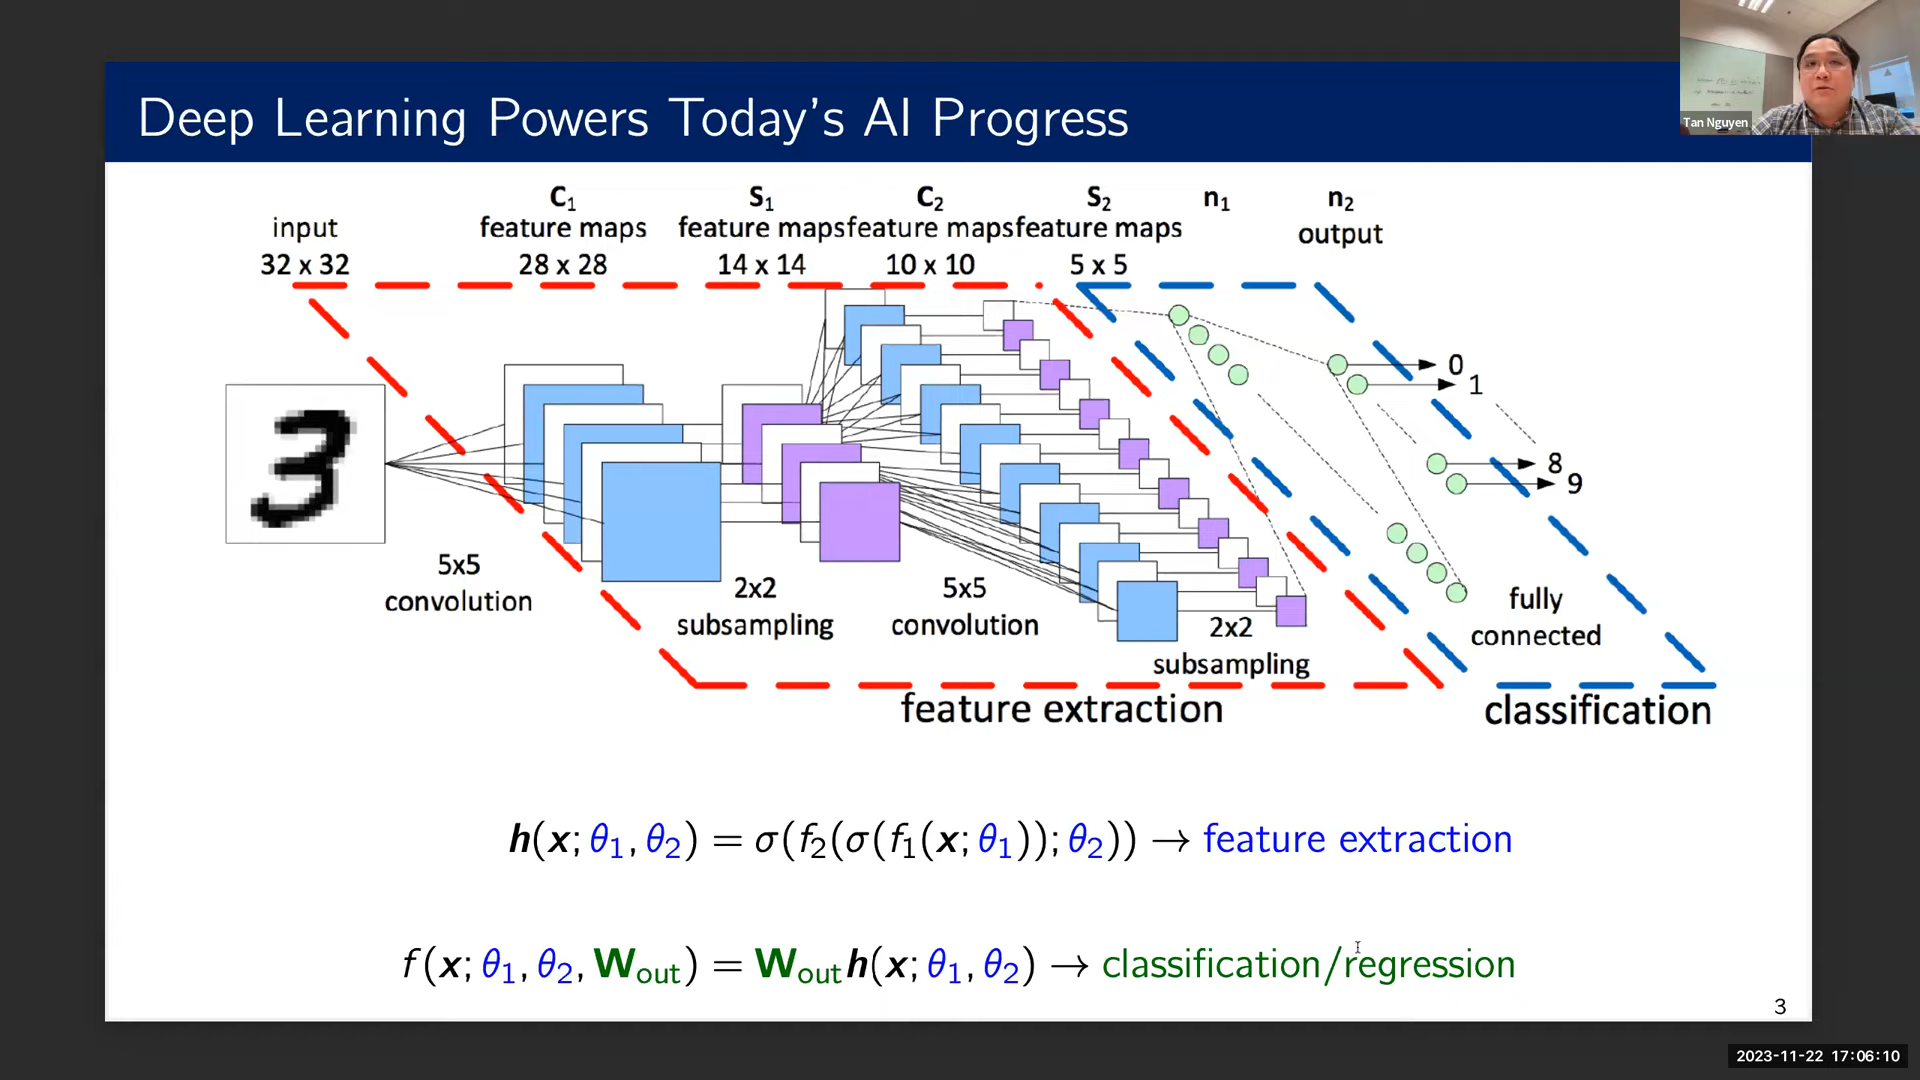 Deep Learning Powers Today's AI Progress
Tan Nguyen
input
32 x 32
C1
feature maps
28 x 28
S1
feature maps
14 x 14
C2
feature maps
10 x 10
S2
feature maps
5 x 5
n1
n2
output
0
1
8
9
3
5x5
convolution
2x2
subsampling
5x5
convolution
2x2
subsampling
fully
connected
feature extraction
classification
h(x; θ1, θ2) = σ(f2(σ(f1(x; θ1)); θ2)) → feature extraction
f(x; θ1, θ2, Wout) = Wout h(x; θ1, θ2) → classification/regression
3
2023-11-22 17:06:10